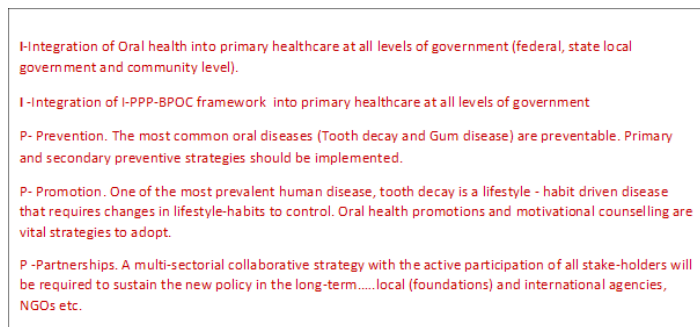 I-Integration of Oral health into primary healthcare at all levels of government (federal, state local
government and community level).
I -Integration of I-PPP-BPOC framework into primary healthcare at all levels of government
P- Prevention. The most common oral diseases (Tooth decay and Gum disease) are preventable. Primary
and secondary preventive strategies should be implemented.
P- Promotion. One of the most prevalent human disease, tooth decay is a lifestyle - habit driven disease
that requires changes in lifestyle-habits to control. Oral health promotions and motivational counselling are
vital strategies to adopt.
P -Partnerships. A multi-sectorial collaborative strategy with the active participation of all stake-holders will
be required to sustain the new policy in the long-term.....local (foundations) and international agencies,
NGOs etc.